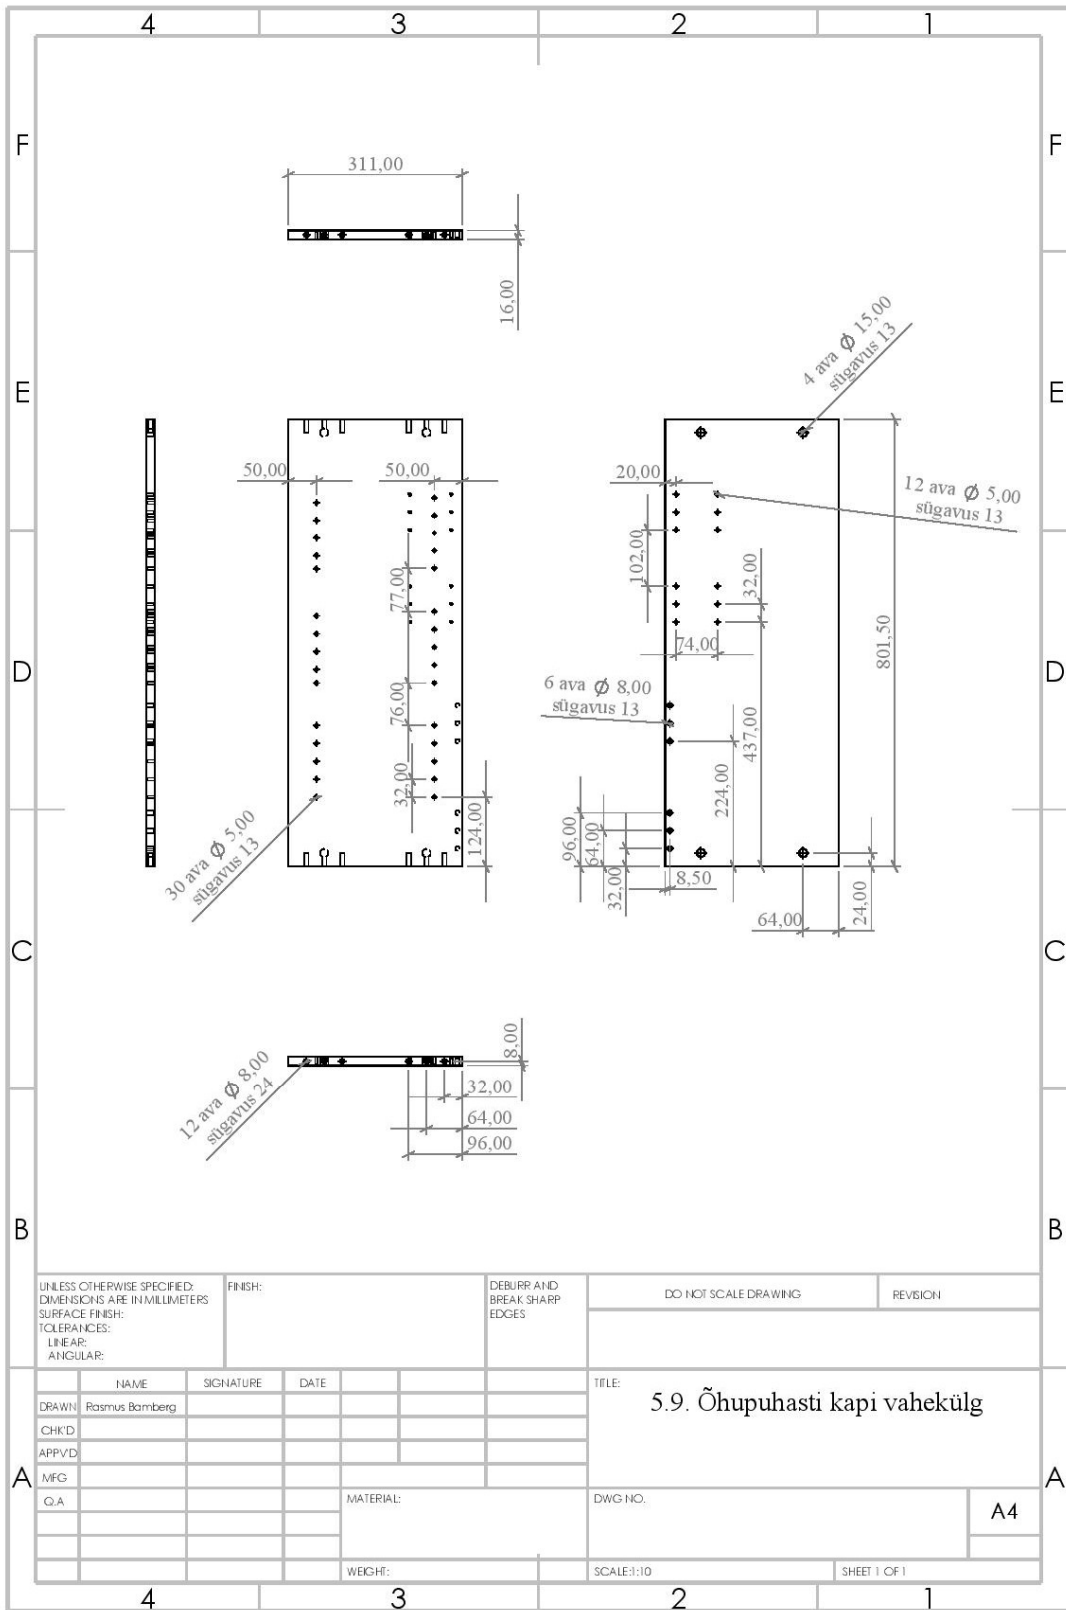 4 3 2 1
F F
311,00
16,00
4 ava Ø 15,00
sügavus 13
E E
50,00 50,00
20,00
12 ava Ø 5,00
sügavus 13
102,00
32,00
77,00
74,00
801,50
D D
6 ava Ø 8,00
sügavus 13
76,00
437,00
224,00
32,00
124,00
96,00
64,00
32,00
8,50
30 ava Ø 5,00
sügavus 13
64,00
24,00
C C
8,00
12 ava Ø 8,00
sügavus 24
32,00
64,00
96,00
B B
UNLESS OTHERWISE SPECIFIED:
DIMENSIONS ARE IN MILLIMETERS
SURFACE FINISH:
TOLERANCES:
LINEAR:
ANGULAR:
FINISH:
DEBURR AND
BREAK SHARP
EDGES
DO NOT SCALE DRAWING
REVISION
NAME SIGNATURE DATE
DRAWN Rasmus Bamberg
CHK'D
APPV'D
MFG
Q.A
TITLE:
5.9. Õhupuhasti kapi vahekülg
A A
MATERIAL:
DWG NO.
A4
WEIGHT:
SCALE:1:10
SHEET 1 OF 1
4 3 2 1